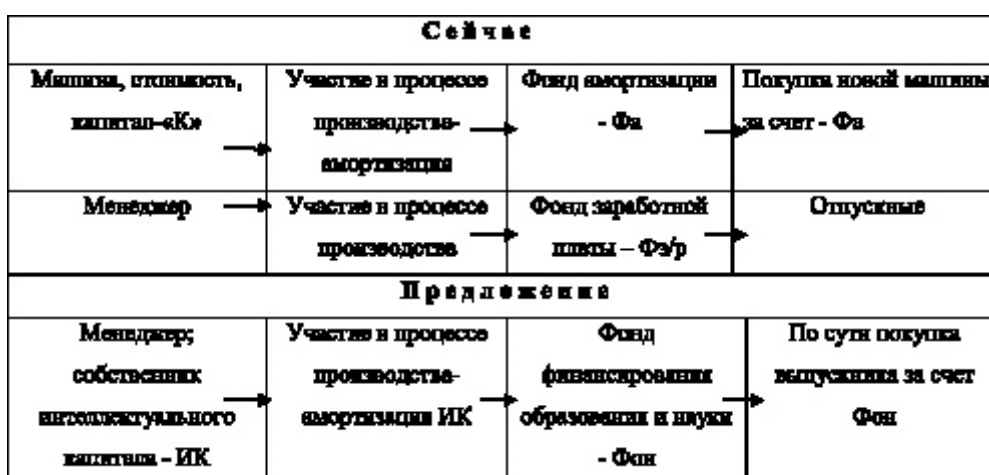 Сейчас
Машина, стоимость,
капитал-«К»
Участие в процессе
производства-
амортизация
Фонд амортизации
- Фа
Покупка новой машины
за счет - Фа
Менеджер
Участие в процессе
производства
Фонд заработной
платы – Фз/р
Отпускные
Предложение
Менеджер;
собственник
интеллектуального
капитала - ИК
Участие в процессе
производства-
амортизация ИК
Фонд
финансирования
образования и науки
- Фон
По сути покупка
выпускника за счет
Фон